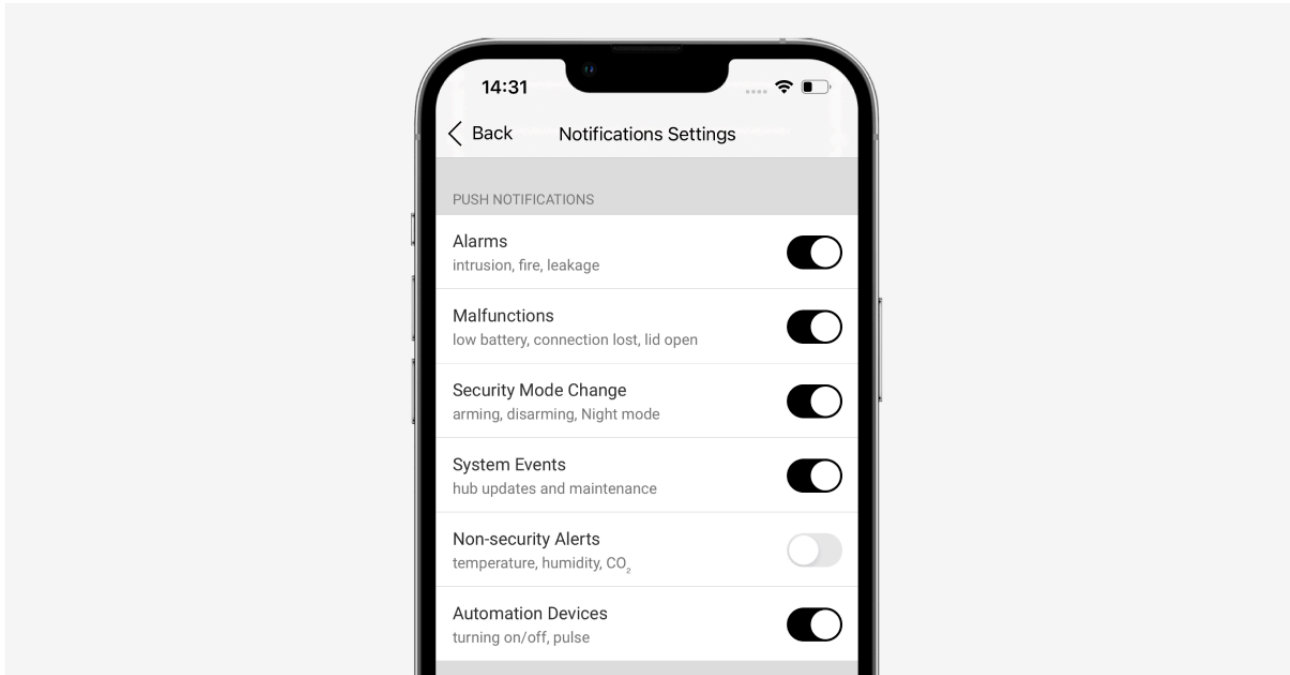 14:31
Back
Notifications Settings
PUSH NOTIFICATIONS
Alarms
intrusion, fire, leakage
Malfunctions
low battery, connection lost, lid open
Security Mode Change
arming, disarming, Night mode
System Events
hub updates and maintenance
Non-security Alerts
temperature, humidity, CO₂
Automation Devices
turning on/off, pulse